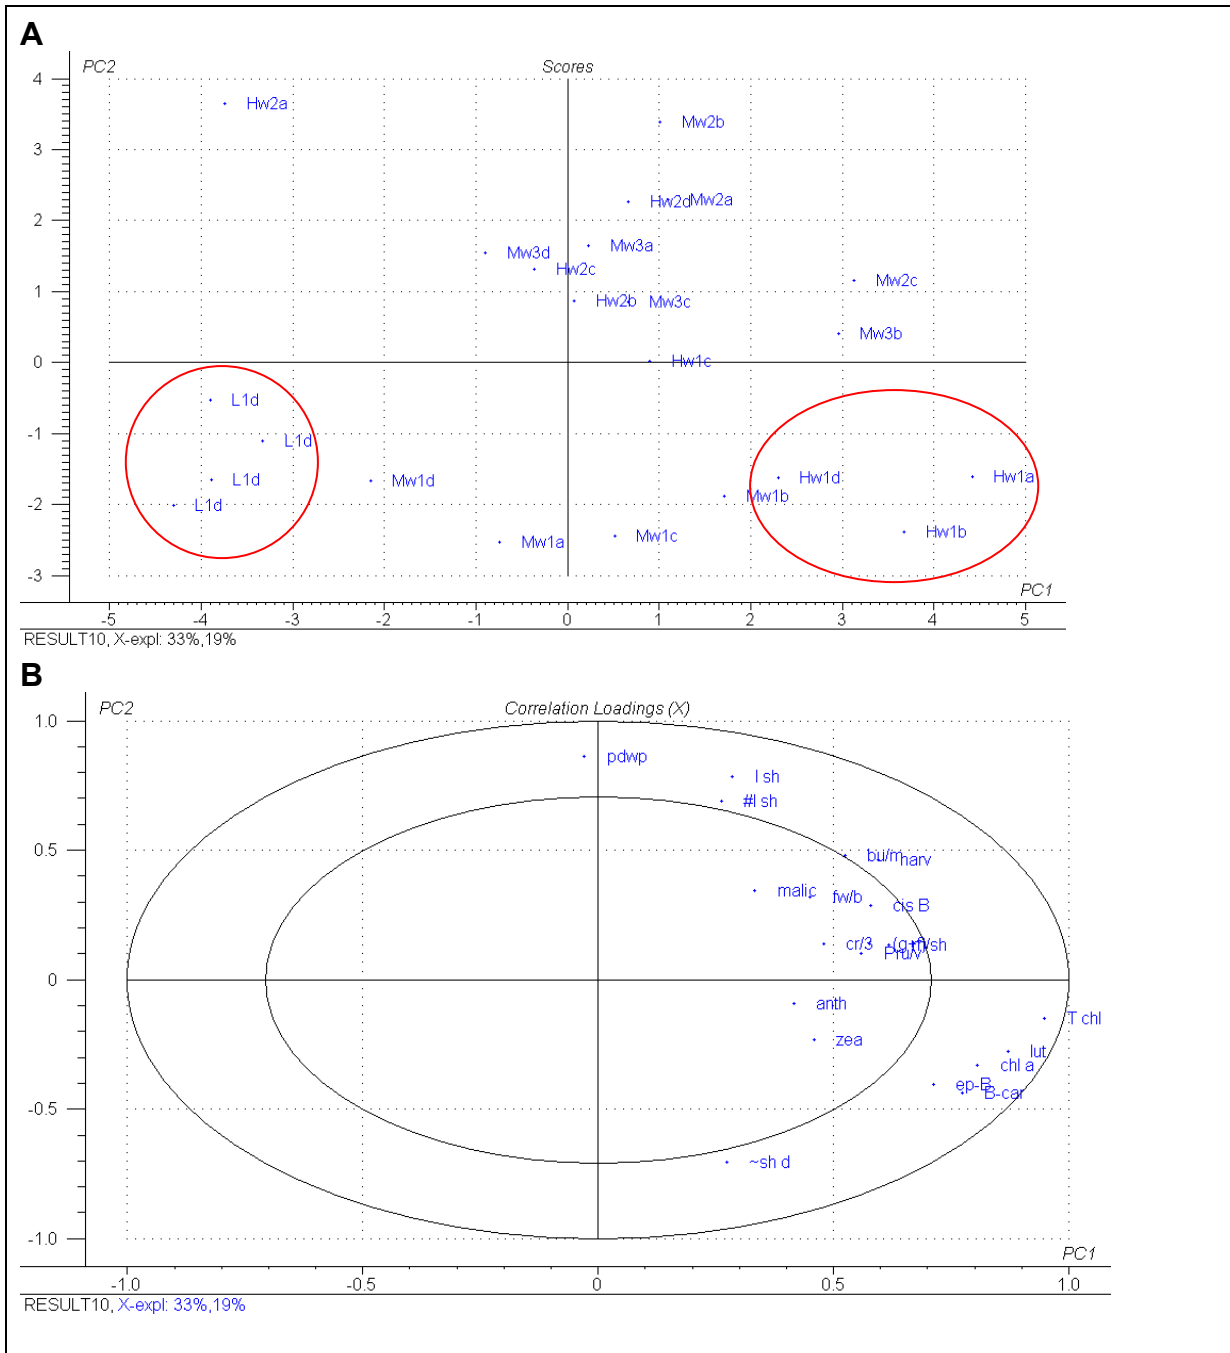 A
PC2 Scores
4 Hw2a
Mw2b
3
Hw2d Mw2a
2
Mw3a
Mw3d
Hw2c
Mw2c
1
Hw2b Mw3c
Mw3b
Hw1c
0
L1d
-1
L1d
L1d Mw1d Hw1d Hw1a
Mw1b
-2
L1d
Hw1b
Mw1a Mw1c
-3
PC1
-5 -4 -3 -2 -1 0 1 2 3 4 5
RESULT10, X-expl: 33%,19%
B
PC2 Correlation Loadings (X)
1.0
pdwp
l sh
#l sh
0.5
bu/m harv
malic fw/b
cis B
cr/3
0
anth
T chl
zea
lut
chl a
ep-B
B-car
-0.5
~sh d
-1.0
PC1
-1.0 -0.5 0 0.5 1.0
RESULT10, X-expl: 33%,19%